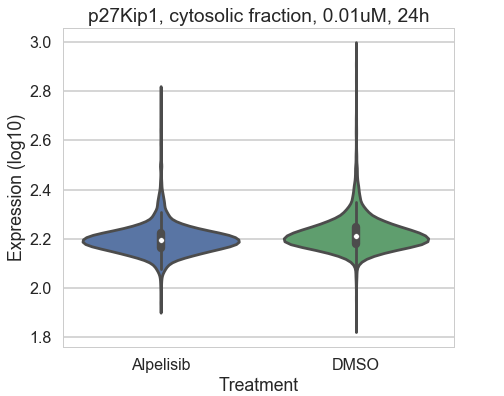 p27Kip1, cytosolic fraction, 0.01uM, 24h
Expression (log10)
3.0
2.8
2.6
2.4
2.2
2.0
1.8
Alpelisib
DMSO
Treatment